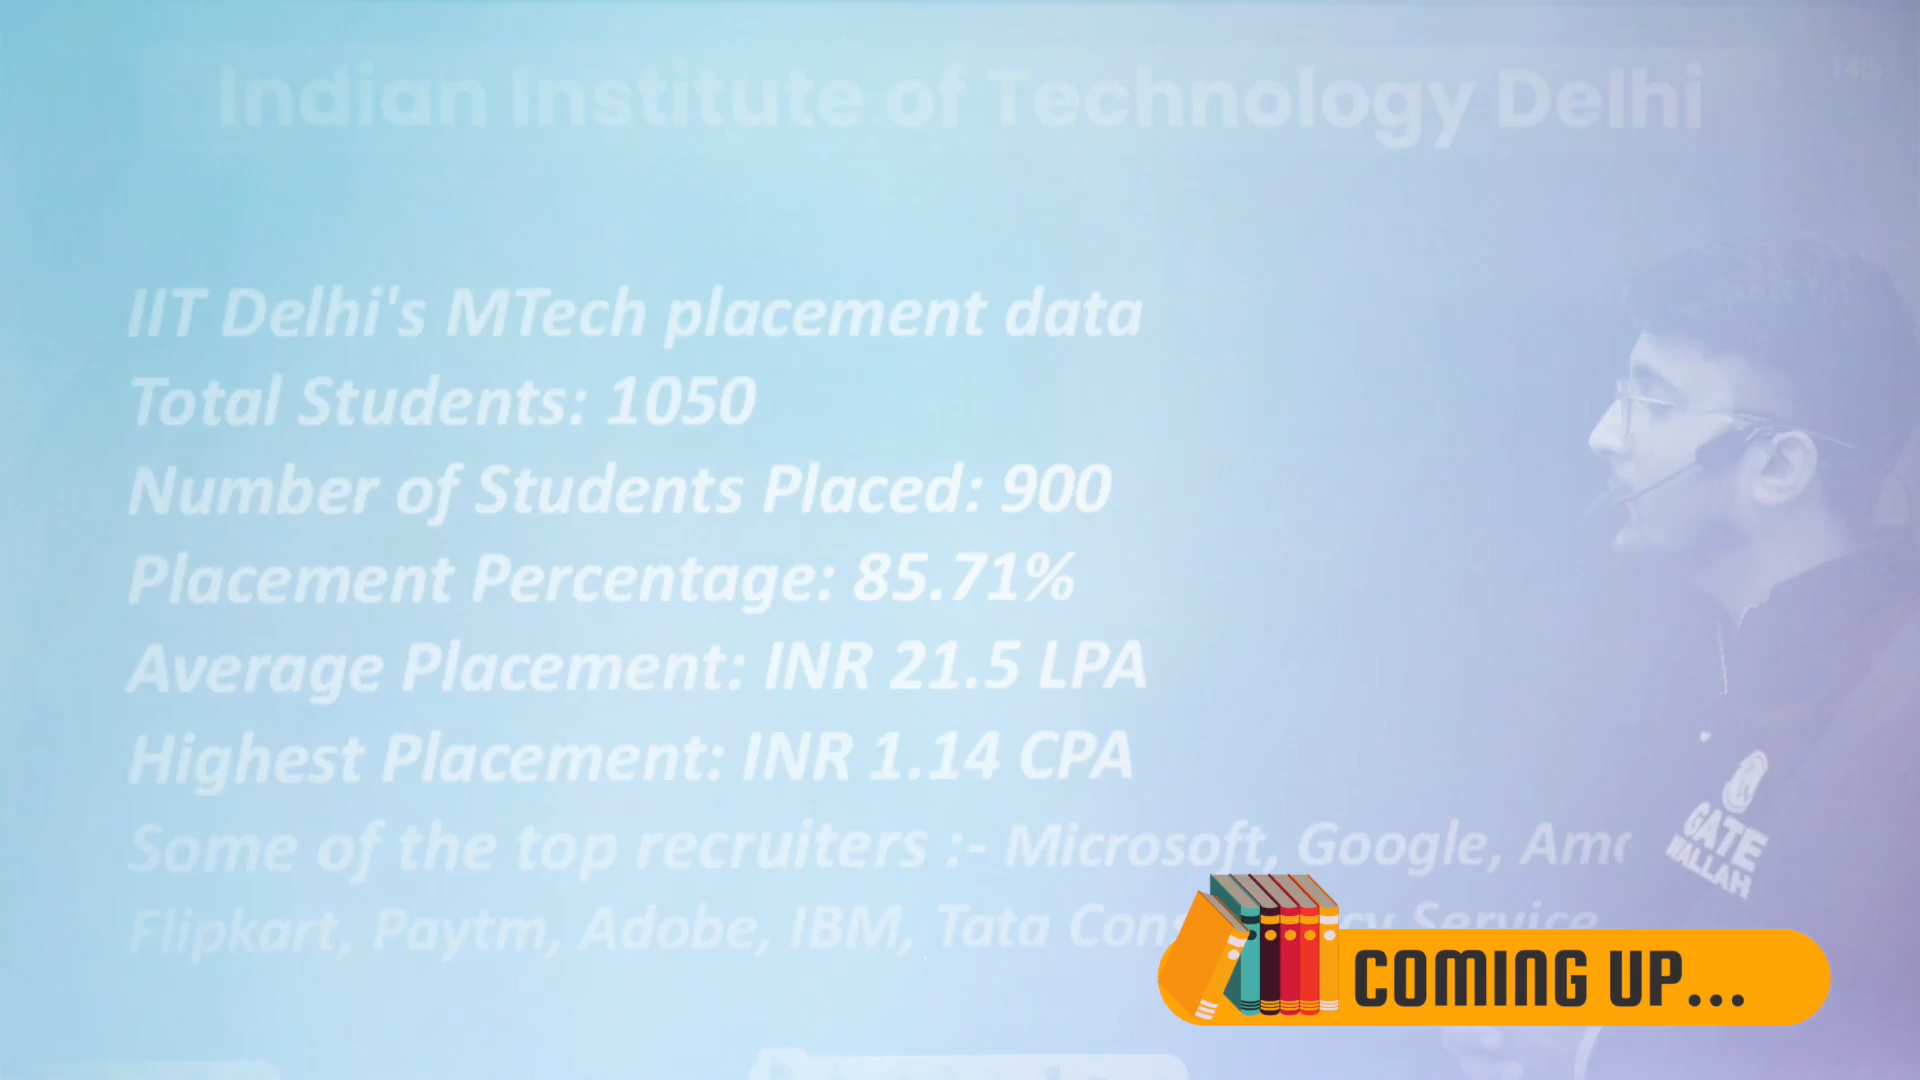 Indian Institute of Technology Delhi
IIT Delhi's MTech placement data
Total Students: 1050
Number of Students Placed: 900
Placement Percentage: 85.71%
Average Placement: INR 21.5 LPA
Highest Placement: INR 1.14 CPA
Some of the top recruiters :- Microsoft, Google,
Flipkart, Paytm, Adobe, IBM, Tata Service
GATE
WALLAH
COMING UP...